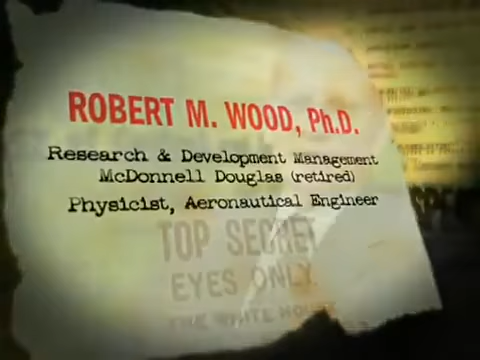 ROBERT M. WOOD, Ph.D.
Research & Development Management
McDonnell Douglas (retired)
Physicist, Aeronautical Engineer
TOP SECRET
EYES ONLY
THE WHITE HOUSE